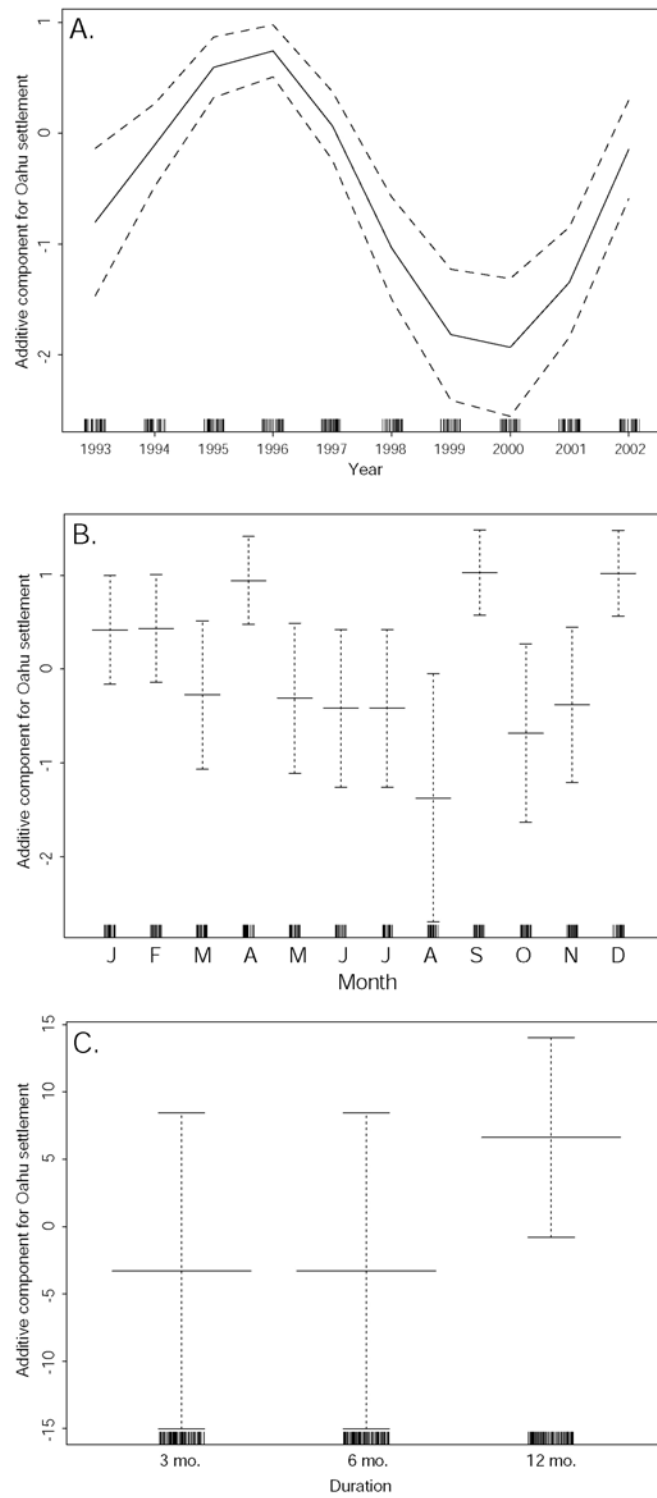 A.
Additive component for Oahu settlement
1
0
-1
-2
1993 1994 1995 1996 1997 1998 1999 2000 2001 2002
Year
B.
Additive component for Oahu settlement
1
0
-1
-2
J F M A M J J A S O N D
Month
C.
Additive component for Oahu settlement
15
10
5
0
-5
-10
-15
3 mo. 6 mo. 12 mo.
Duration